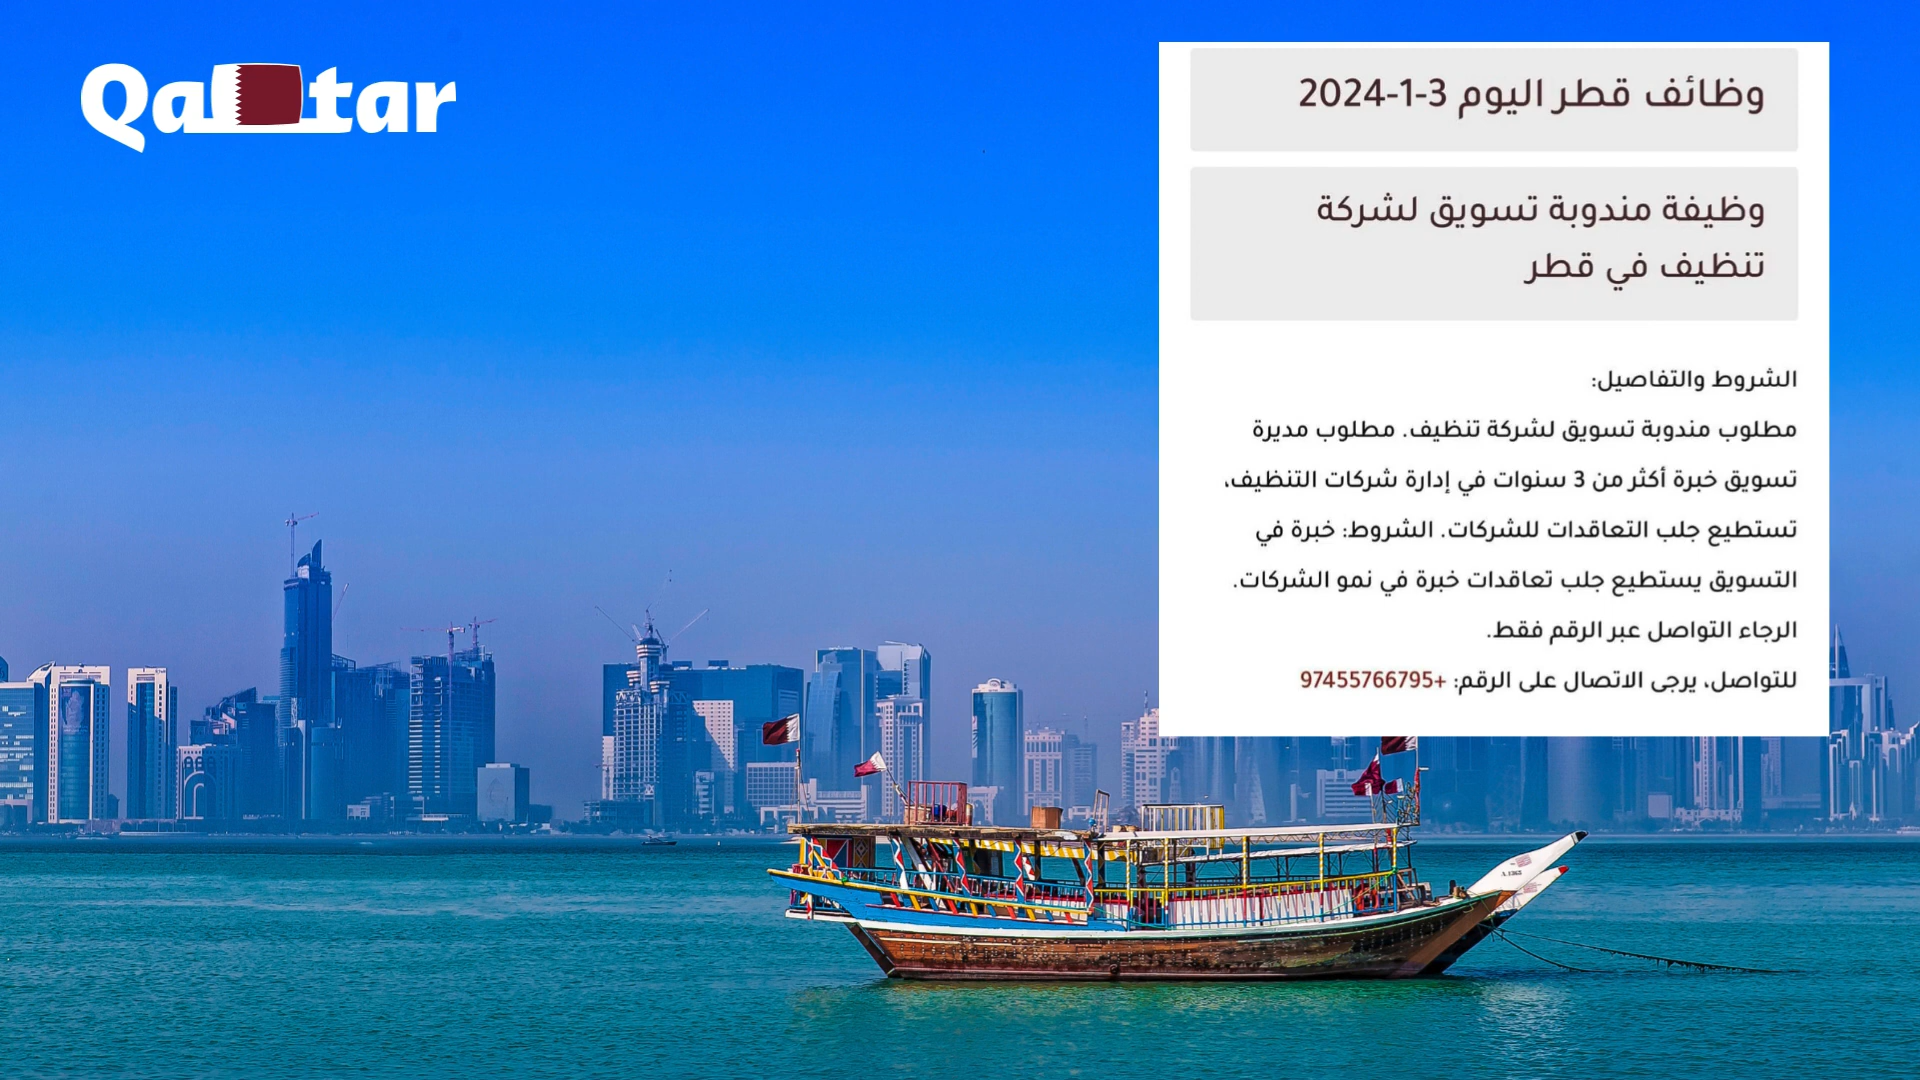 Qatar
وظائف قطر اليوم 3-1-2024
وظيفة مندوبة تسويق لشركة
تنظيف في قطر
الشروط والتفاصيل:
مطلوب مندوبة تسويق لشركة تنظيف. مطلوب مديرة
تسويق خبرة أكثر من 3 سنوات في إدارة شركات التنظيف،
تستطيع جلب التعاقدات للشركات. الشروط: خبرة في
التسويق يستطيع جلب تعاقدات خبرة في نمو الشركات.
الرجاء التواصل عبر الرقم فقط.
للتواصل، يرجى الاتصال على الرقم: +97455766795